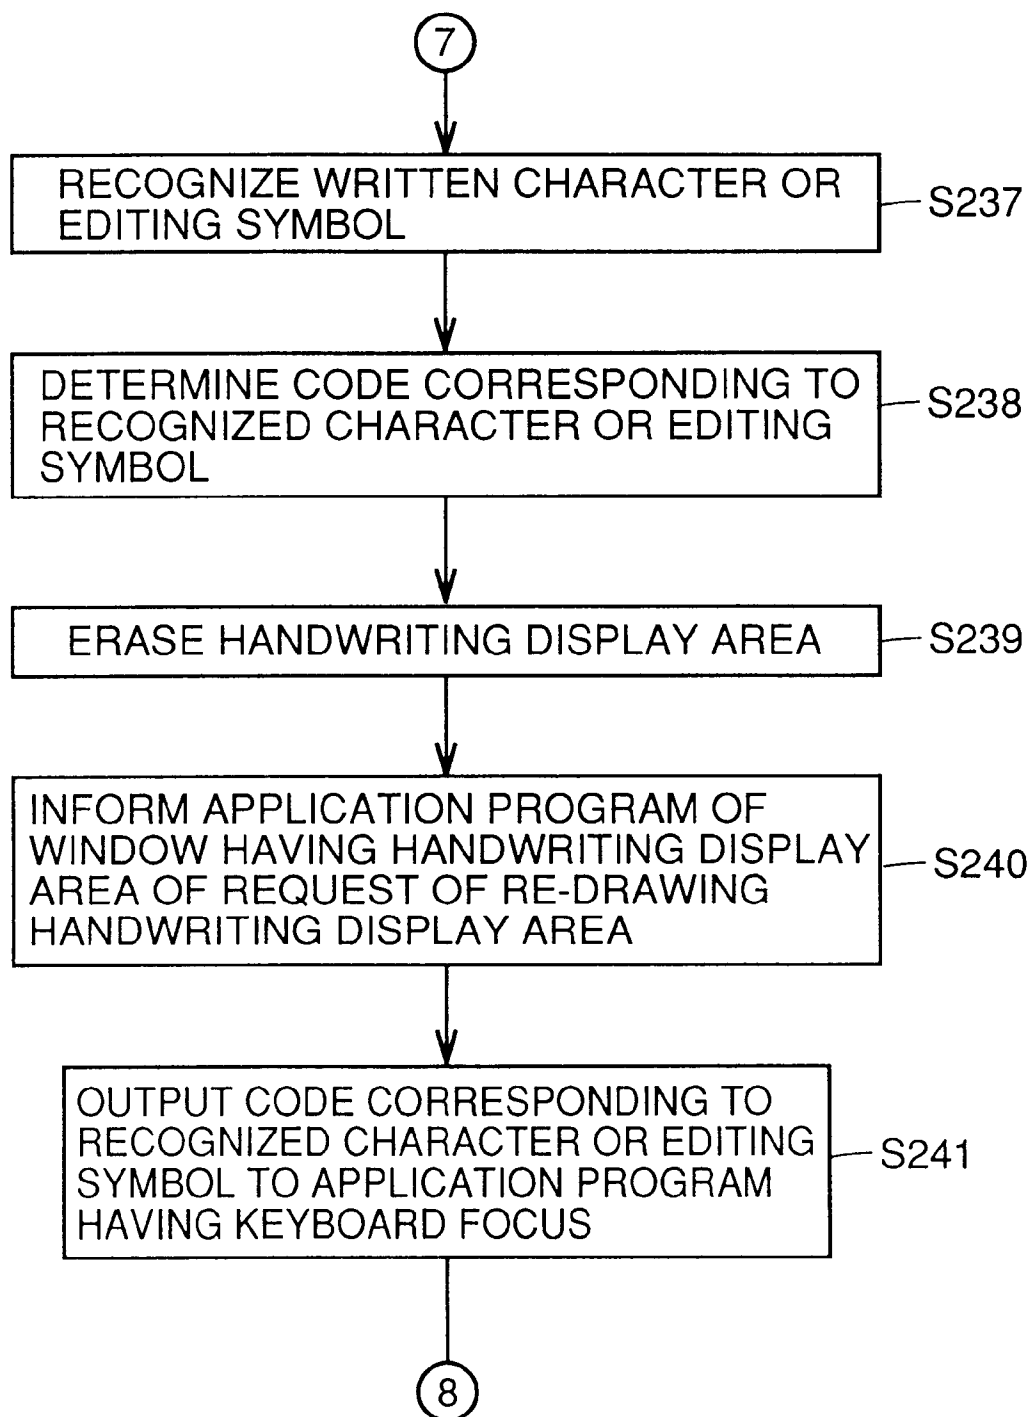 7
RECOGNIZE WRITTEN CHARACTER OR
EDITING SYMBOL
S237
DETERMINE CODE CORRESPONDING TO
RECOGNIZED CHARACTER OR EDITING
SYMBOL
S238
ERASE HANDWRITING DISPLAY AREA
S239
INFORM APPLICATION PROGRAM OF
WINDOW HAVING HANDWRITING DISPLAY
AREA OF REQUEST OF RE-DRAWING
HANDWRITING DISPLAY AREA
S240
OUTPUT CODE CORRESPONDING TO
RECOGNIZED CHARACTER OR EDITING
SYMBOL TO APPLICATION PROGRAM
HAVING KEYBOARD FOCUS
S241
8